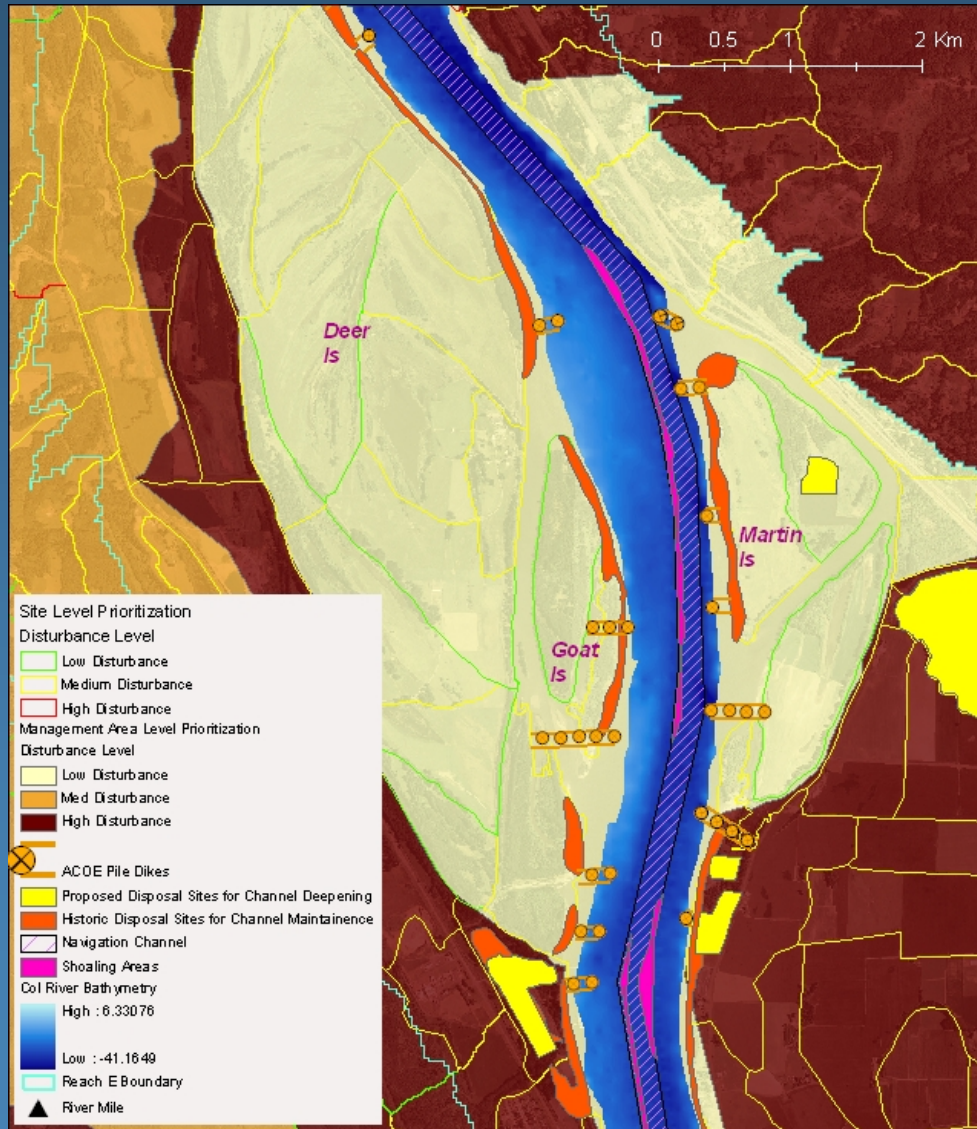 0 0.5 1 2 Km
Deer
Is
Martin
Is
Goat
Is
Site Level Prioritization
Disturbance Level
Low Disturbance
Medium Disturbance
High Disturbance
Management Area Level Prioritization
Disturbance Level
Low Disturbance
Med Disturbance
High Disturbance
ACOE Pile Dikes
Proposed Disposal Sites for Channel Deepening
Historic Disposal Sites for Channel Maintainence
Navigation Channel
Shoaling Areas
Col River Bathymetry
High : 6.33076
Low : -41.1649
Reach E Boundary
River Mile